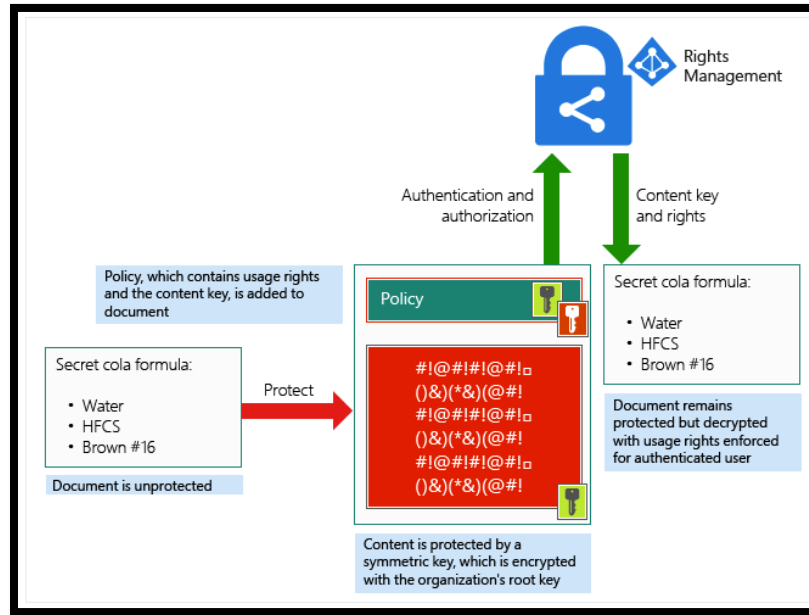 Rights
Management
Authentication and
authorization
Content key
and rights
Policy, which contains usage rights
and the content key, is added to
document
Policy
Secret cola formula:
• Water
• HFCS
• Brown #16
Document is unprotected
Protect
#!@#!#!@#!□
()&)(*&)(@#!
#!@#!#!@#!□
()&)(*&)(@#!
#!@#!#!@#!□
()&)(*&)(@#!
Content is protected by a
symmetric key, which is encrypted
with the organization's root key
Secret cola formula:
• Water
• HFCS
• Brown #16
Document remains
protected but decrypted
with usage rights enforced
for authenticated user